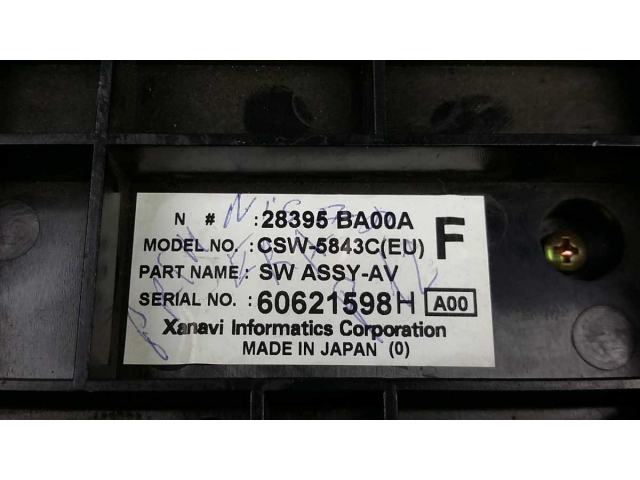 N #: 28395 BA00A
MODEL NO.: CSW-5843C(EU) F
PART NAME: SW ASSY-AV
SERIAL NO.: 60621598H A00
Xanavi Informatics Corporation
MADE IN JAPAN (0)
P12